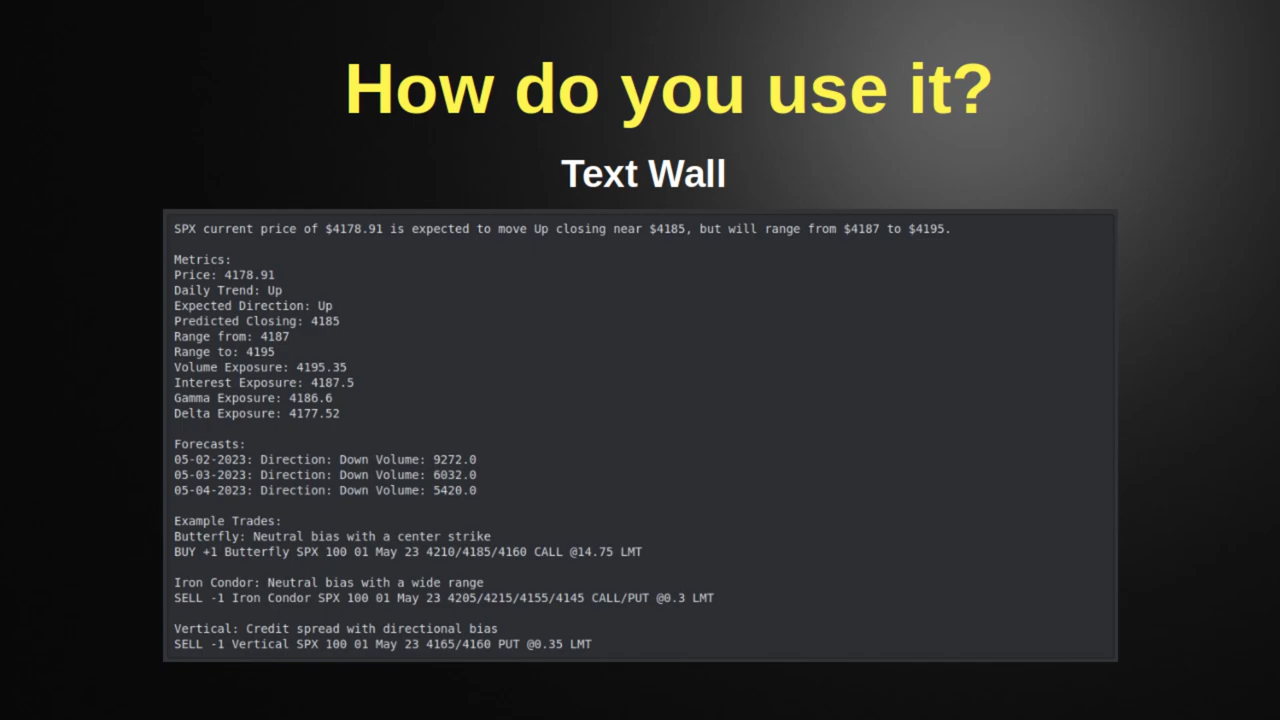 How do you use it?
Text Wall
SPX current price of $4178.91 is expected to move Up closing near $4185, but will range from $4187 to $4195.
Metrics:
Price: 4178.91
Daily Trend: Up
Expected Direction: Up
Predicted Closing: 4185
Range from: 4187
Range to: 4195
Volume Exposure: 4195.35
Interest Exposure: 4187.5
Gamma Exposure: 4186.6
Delta Exposure: 4177.52
Forecasts:
05-02-2023: Direction: Down Volume: 9272.0
05-03-2023: Direction: Down Volume: 6032.0
05-04-2023: Direction: Down Volume: 5420.0
Example Trades:
Butterfly: Neutral bias with a center strike
BUY +1 Butterfly SPX 100 01 May 23 4210/4185/4160 CALL @14.75 LMT
Iron Condor: Neutral bias with a wide range
SELL -1 Iron Condor SPX 100 01 May 23 4205/4215/4155/4145 CALL/PUT @0.3 LMT
Vertical: Credit spread with directional bias
SELL -1 Vertical SPX 100 01 May 23 4165/4160 PUT @0.35 LMT